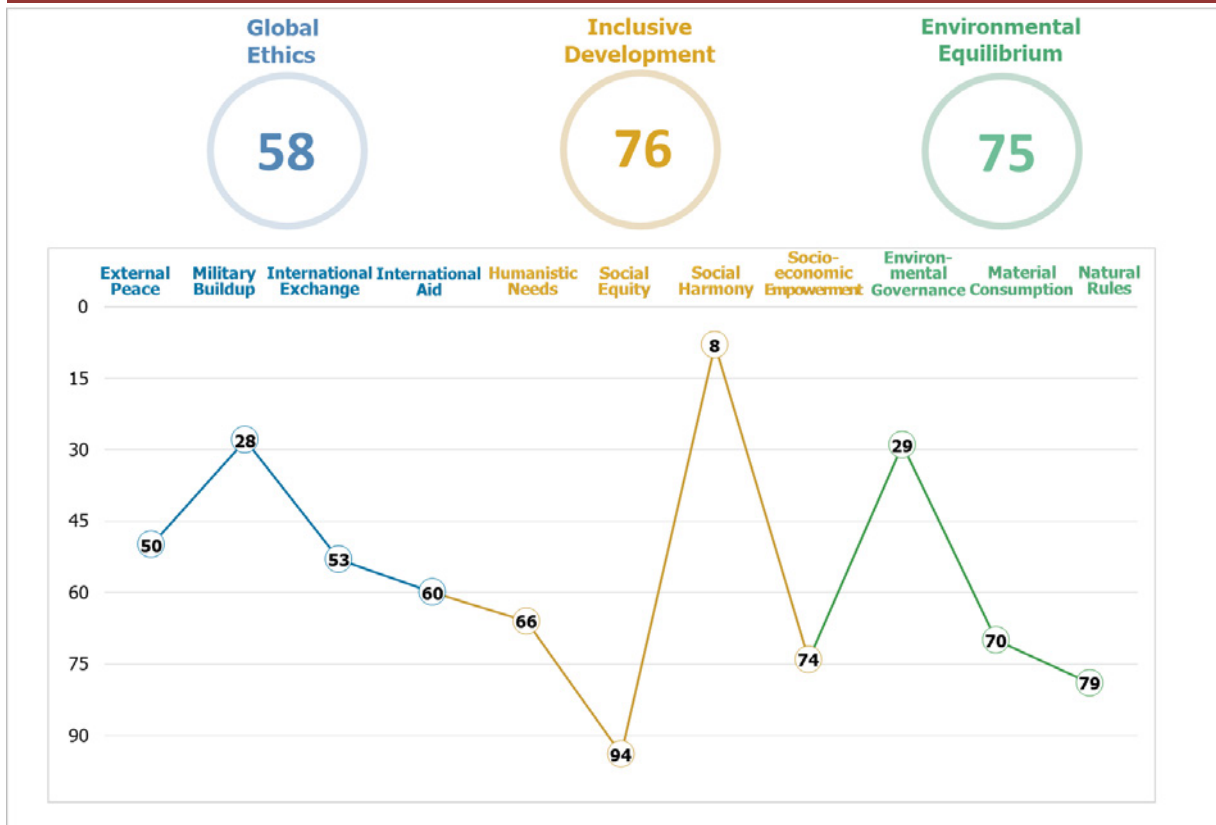 Global
Ethics
Inclusive
Development
Environmental
Equilibrium
58
76
75
External
Peace
Military
Buildup
International
Exchange
International
Aid
Humanistic
Needs
Social
Equity
Social
Harmony
Socio-
economic
Empowerment
Environ-
mental
Governance
Material
Consumption
Natural
Rules
0
15
30
45
60
75
90
50
28
53
60
66
94
8
74
29
70
79